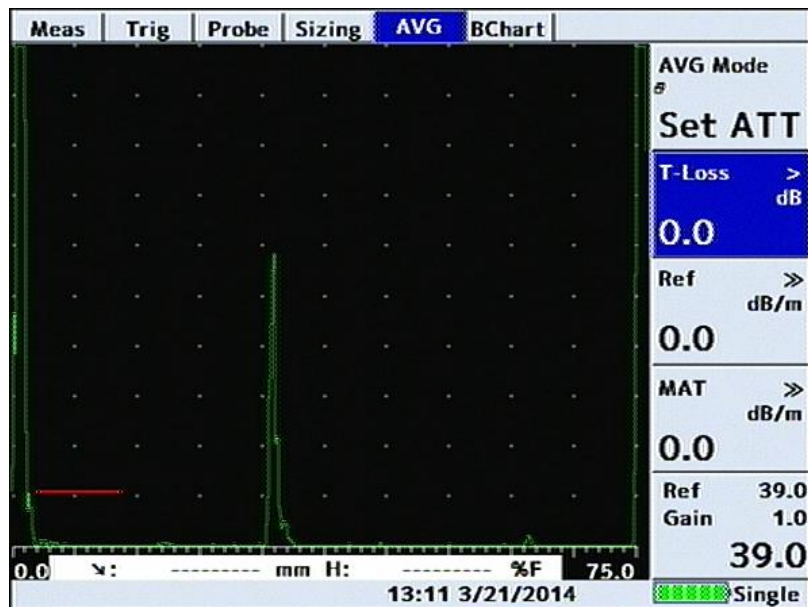 Meas Trig Probe Sizing AVG BChart
AVG Mode
Set ATT
T-Loss >
dB
0.0
Ref ≫
dB/m
0.0
MAT ≫
dB/m
0.0
Ref 39.0
Gain 1.0
39.0
0.0 ↘: --------- mm H: --------- %F 75.0
13:11 3/21/2014
Single